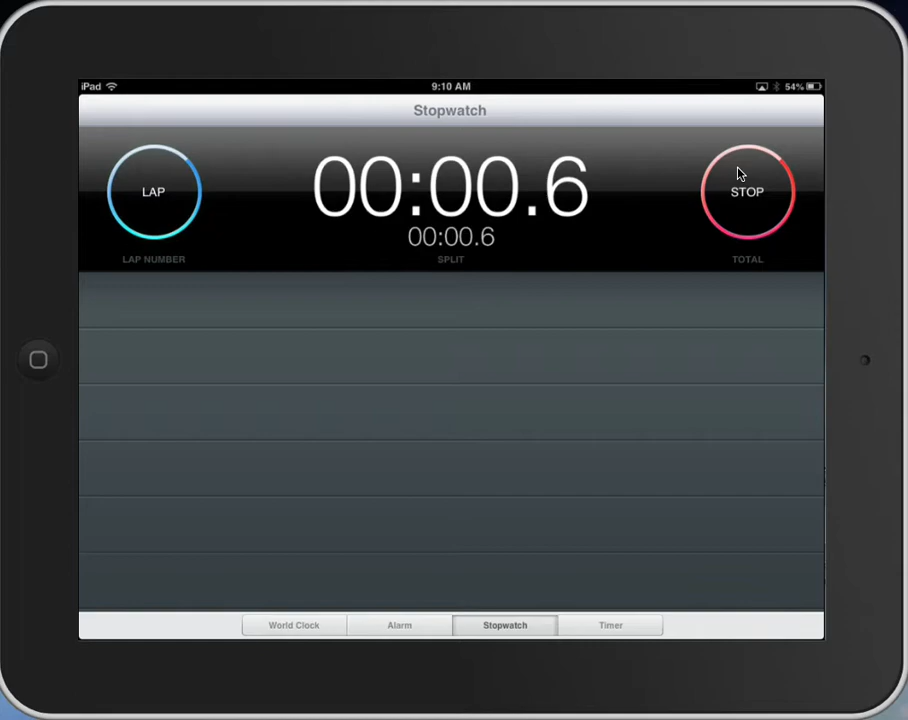 iPad 9:10 AM 54%
Stopwatch
LAP 00:00.6 STOP
00:00.6
LAP NUMBER SPLIT TOTAL
World Clock Alarm Stopwatch Timer